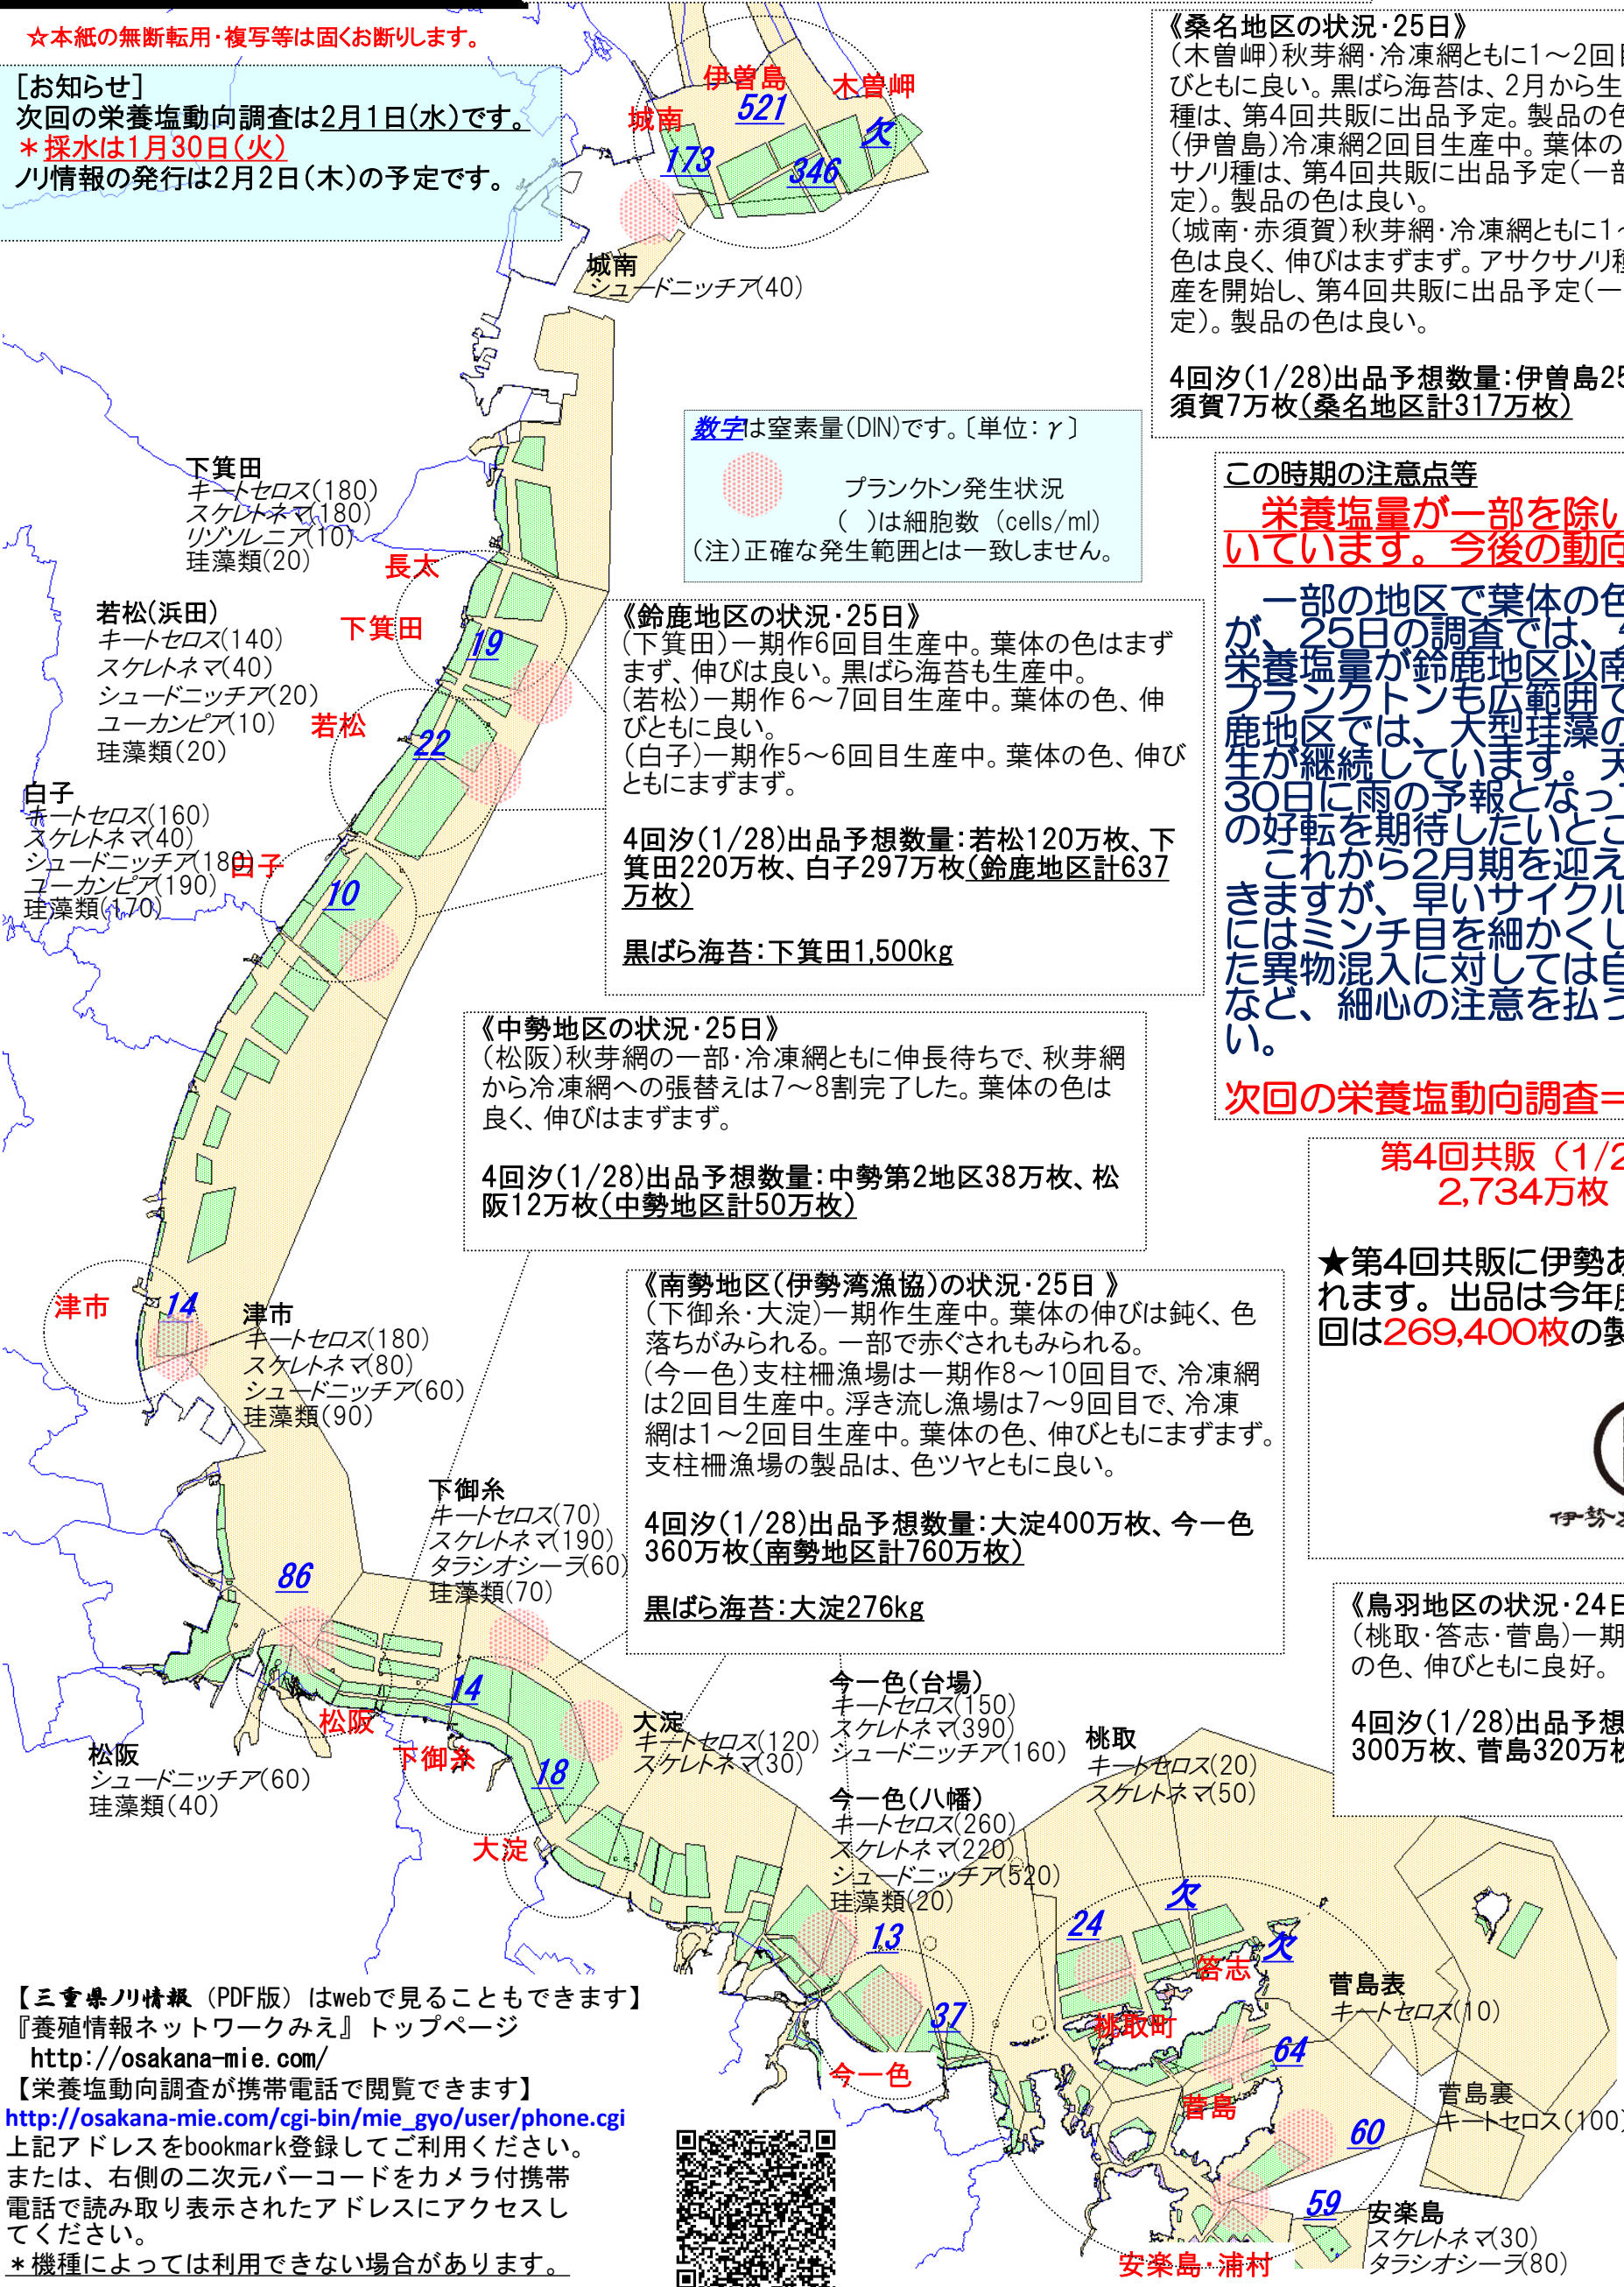 ☆本紙の無断転用・複写等は固くお断りします。
［お知らせ］
次回の栄養塩動向調査は2月1日(水)です。
＊採水は1月30日(火)
ノリ情報の発行は2月2日(木)の予定です。
伊曽島
木曽岬
城南
521
欠
173
346
城南
シュードニッチア(40)
《桑名地区の状況・25日》
(木曽岬)秋芽網・冷凍網ともに1～2回
びともに良い。黒ばら海苔は、2月から生
種は、第4回共販に出品予定。製品の色
(伊曽島)冷凍網2回目生産中。葉体の
サノリ種は、第4回共販に出品予定(一部
定)。製品の色は良い。
(城南・赤須賀)秋芽網・冷凍網ともに1
色は良く、伸びはまずまず。アサクサノリ種
産を開始し、第4回共販に出品予定(一
定)。製品の色は良い。
4回汐(1/28)出品予想数量:伊曽島25
須賀7万枚(桑名地区計317万枚)
数字は窒素量(DIN)です。〔単位:γ〕
プランクトン発生状況
( )は細胞数 (cells/ml)
(注)正確な発生範囲とは一致しません。
この時期の注意点等
栄養塩量が一部を除い
いています。今後の動向
一部の地区で葉体の色
が、25日の調査では、
栄養塩量が鈴鹿地区以南
プランクトンも広範囲で
鹿地区では、大型珪藻の
生が継続しています。天
30日に雨の予報となっ
の好転を期待したいとこ
これから2月期を迎え
きますが、早いサイクル
にはミンチ目を細かくし
た異物混入に対しては自
など、細心の注意を払う
い。
次回の栄養塩動向調査＝
下箕田
キートセロス(180)
スケレトネマ(180)
リゾソレニア(10)
珪藻類(20)
長太
下箕田
19
若松(浜田)
キートセロス(140)
スケレトネマ(40)
シュードニッチア(20)
ユーカンピア(10)
珪藻類(20)
若松
22
白子
キートセロス(160)
スケレトネマ(40)
シュードニッチア(180)
ユーカンピア(190)
珪藻類(170)
白子
10
《鈴鹿地区の状況・25日》
(下箕田)一期作6回目生産中。葉体の色はまず
まず、伸びは良い。黒ばら海苔も生産中。
(若松)一期作 6～7回目生産中。葉体の色、伸
びともに良い。
(白子)一期作5～6回目生産中。葉体の色、伸び
ともにまずまず。
4回汐(1/28)出品予想数量:若松120万枚、下
箕田220万枚、白子297万枚(鈴鹿地区計637
万枚)
黒ばら海苔:下箕田1,500kg
《中勢地区の状況・25日》
(松阪)秋芽網の一部・冷凍網ともに伸長待ちで、秋芽網
から冷凍網への張替えは7～8割完了した。葉体の色は
良く、伸びはまずまず。
4回汐(1/28)出品予想数量:中勢第2地区38万枚、松
阪12万枚(中勢地区計50万枚)
第4回共販（1/2
2,734万枚
★第4回共販に伊勢あ
れます。出品は今年度
回は269,400枚の製
伊勢
津市
14
津市
キートセロス(180)
スケレトネマ(80)
シュードニッチア(60)
珪藻類(90)
《南勢地区(伊勢湾漁協)の状況・25日 》
(下御糸・大淀)一期作生産中。葉体の伸びは鈍く、色
落ちがみられる。一部で赤ぐされもみられる。
(今一色)支柱柵漁場は一期作8～10回目で、冷凍網
は2回目生産中。浮き流し漁場は7～9回目で、冷凍
網は1～2回目生産中。葉体の色、伸びともにまずまず。
支柱柵漁場の製品は、色ツヤともに良い。
4回汐(1/28)出品予想数量:大淀400万枚、今一色
360万枚(南勢地区計760万枚)
黒ばら海苔:大淀276kg
下御糸
キートセロス(70)
スケレトネマ(190)
タラシオシーラ(60)
珪藻類(70)
86
松阪
14
下御糸
18
大淀
松阪
シュードニッチア(60)
珪藻類(40)
大淀
キートセロス(120)
スケレトネマ(30)
今一色(台場)
キートセロス(150)
スケレトネマ(390)
シュードニッチア(160)
今一色(八幡)
キートセロス(260)
スケレトネマ(220)
シュードニッチア(520)
珪藻類(20)
桃取
キートセロス(20)
スケレトネマ(50)
《鳥羽地区の状況・24日
(桃取・答志・菅島)一期
の色、伸びともに良好。
4回汐(1/28)出品予想
300万枚、菅島320万枚
13
37
今一色
24
欠
欠
答志
桃取町
64
菅島
60
59
安楽島・浦村
菅島表
キートセロス(10)
菅島裏
キートセロス(100)
安楽島
スケレトネマ(30)
タラシオシーラ(80)
【三重県ノリ情報（PDF版）はwebで見ることもできます】
『養殖情報ネットワークみえ』トップページ
http://osakana-mie.com/
【栄養塩動向調査が携帯電話で閲覧できます】
http://osakana-mie.com/cgi-bin/mie_gyo/user/phone.cgi
上記アドレスをbookmark登録してご利用ください。
または、右側の二次元バーコードをカメラ付携帯
電話で読み取り表示されたアドレスにアクセスし
てください。
＊機種によっては利用できない場合があります。